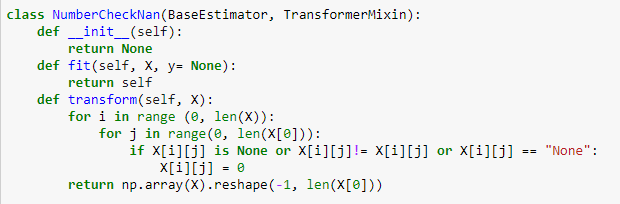 class NumberCheckNan(BaseEstimator, TransformerMixin):
    def __init__(self):
        return None
    def fit(self, X, y= None):
        return self
    def transform(self, X):
        for i in range (0, len(X)):
            for j in range(0, len(X[0])):
                if X[i][j] is None or X[i][j]!= X[i][j] or X[i][j] == "None":
                    X[i][j] = 0
        return np.array(X).reshape(-1, len(X[0]))